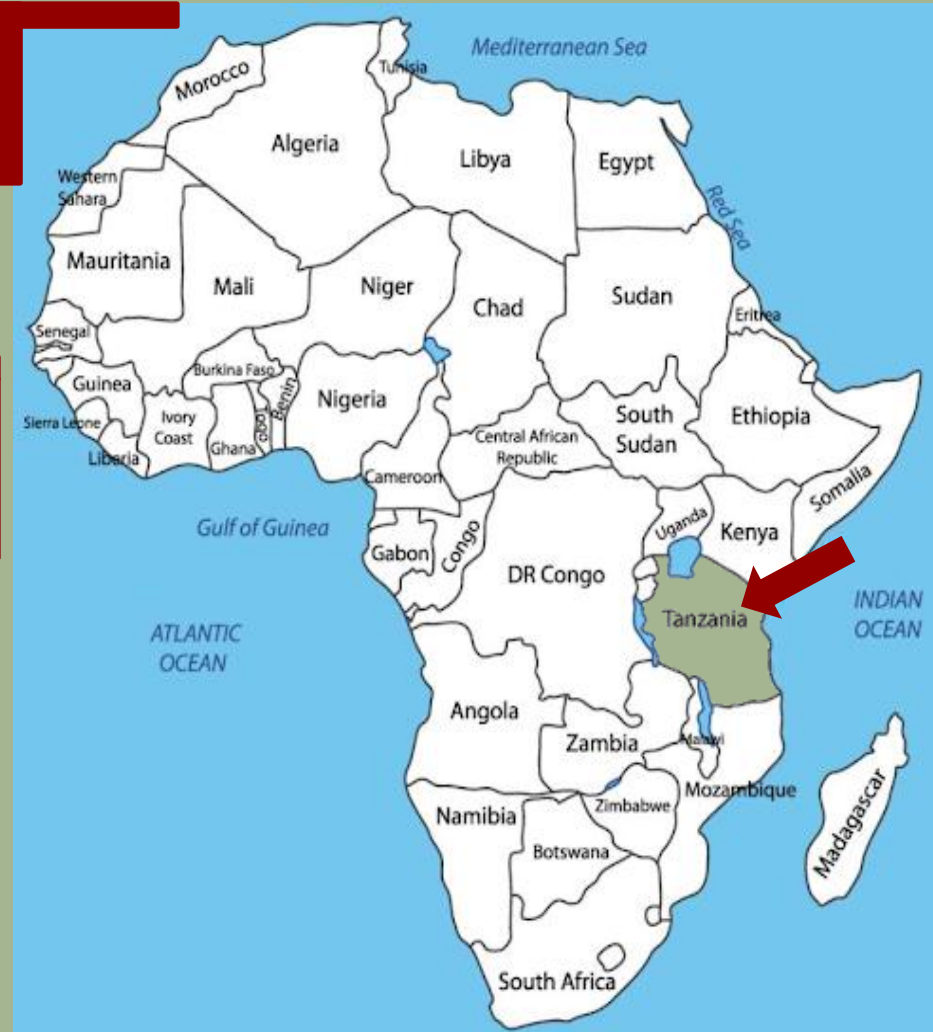 Mediterranean Sea
Morocco
Tunisia
Algeria
Libya
Egypt
Western
Sahara
Red Sea
Mauritania
Mali
Niger
Chad
Sudan
Eritrea
Senegal
Burkina Faso
Guinea
Benin
Nigeria
Sierra Leone
Ivory
Coast
Togo
Ghana
Liberia
Central African
Republic
South
Sudan
Ethiopia
Cameroon
Somalia
Gulf of Guinea
Uganda
Kenya
Gabon
Congo
DR Congo
Tanzania
INDIAN
OCEAN
ATLANTIC
OCEAN
Angola
Zambia
Malawi
Mozambique
Madagascar
Namibia
Zimbabwe
Botswana
South Africa